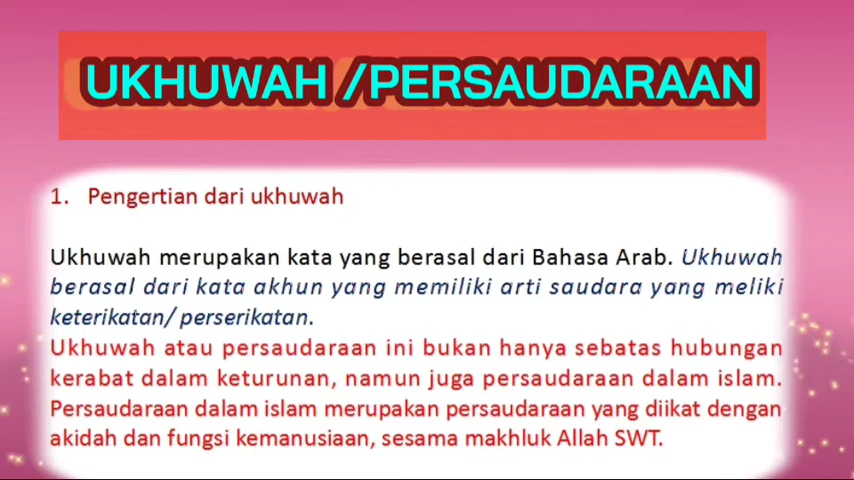 UKHUWAH /PERSAUDARAAN
1. Pengertian dari ukhuwah
Ukhuwah merupakan kata yang berasal dari Bahasa Arab. Ukhuwah
berasal dari kata akhun yang memiliki arti saudara yang meliki
keterikatan/ perserikatan.
Ukhuwah atau persaudaraan ini bukan hanya sebatas hubungan
kerabat dalam keturunan, namun juga persaudaraan dalam islam.
Persaudaraan dalam islam merupakan persaudaraan yang diikat dengan
akidah dan fungsi kemanusiaan, sesama makhluk Allah SWT.